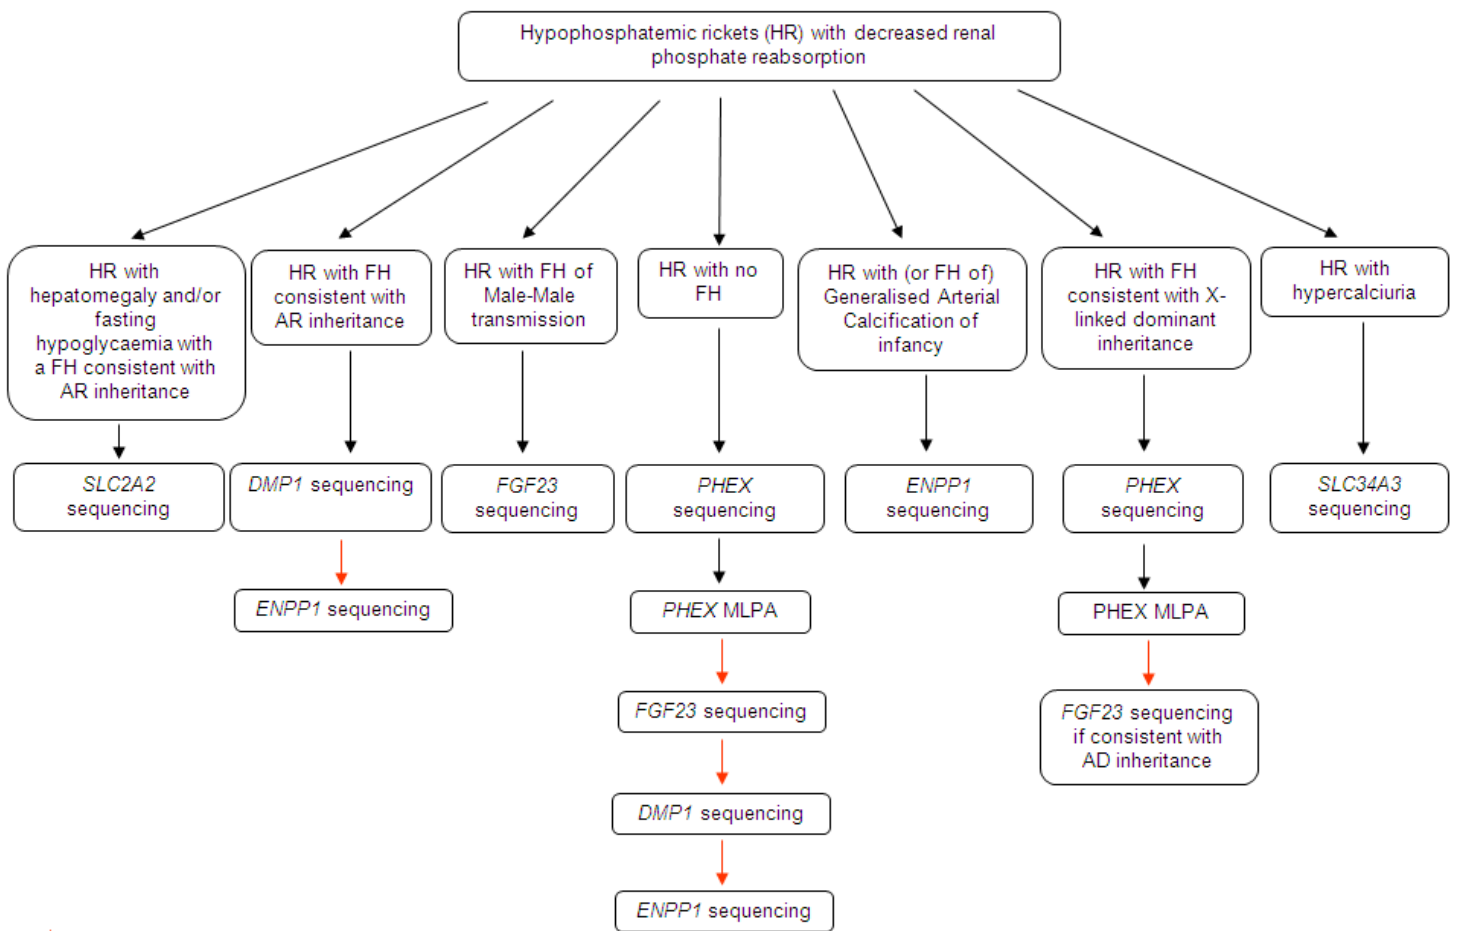 Hypophosphatemic rickets (HR) with decreased renal
phosphate reabsorption
HR with
hepatomegaly and/or
fasting
hypoglycaemia with
a FH consistent with
AR inheritance
HR with FH
consistent with
AR inheritance
HR with FH of
Male-Male
transmission
HR with no
FH
HR with (or FH of)
Generalised Arterial
Calcification of
infancy
HR with FH
consistent with X-
linked dominant
inheritance
HR with
hypercalciuria
SLC2A2
sequencing
DMP1 sequencing
FGF23
sequencing
PHEX
sequencing
ENPP1
sequencing
PHEX
sequencing
SLC34A3
sequencing
ENPP1 sequencing
PHEX MLPA
PHEX MLPA
FGF23 sequencing
FGF23 sequencing
if consistent with
AD inheritance
DMP1 sequencing
ENPP1 sequencing